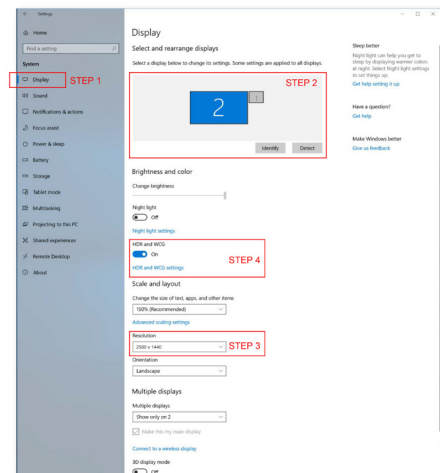 Settings
Home
Find a setting
System
Display
STEP 1
Sound
Notifications & actions
Focus assist
Power & sleep
Battery
Storage
Tablet mode
Multitasking
Projecting to this PC
Shared experiences
Remote Desktop
About
Display
Select and rearrange displays
Select a display below to change its settings. Some settings are applied to all displays.
STEP 2
2
1
Identify
Detect
Brightness and color
Change brightness
Night light
Off
Night light settings
HDR and WCG
On
STEP 4
HDR and WCG settings
Scale and layout
Change the size of text, apps, and other items
150% (Recommended)
Advanced scaling settings
Resolution
2560 x 1440
STEP 3
Orientation
Landscape
Multiple displays
Multiple displays
Show only on 2
Make this my main display
Connect to a wireless display
3D display mode
Off
Sleep better
Night light can help you get to
sleep by displaying warmer colors
at night. Select Night light settings
to set things up.
Get help setting it up
Have a question?
Get help
Make Windows better
Give us feedback